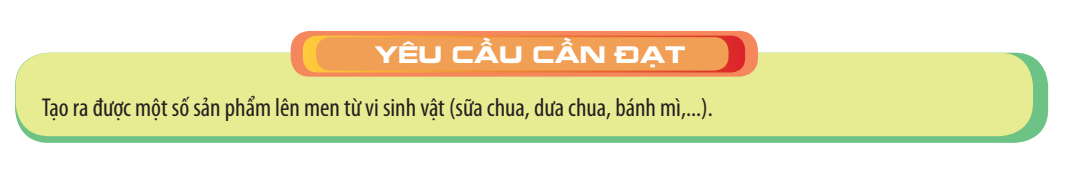 YÊU CẦU CẦN ĐẠT
Tạo ra được một số sản phẩm lên men từ vi sinh vật (sữa chua, dưa chua, bánh mì,...).